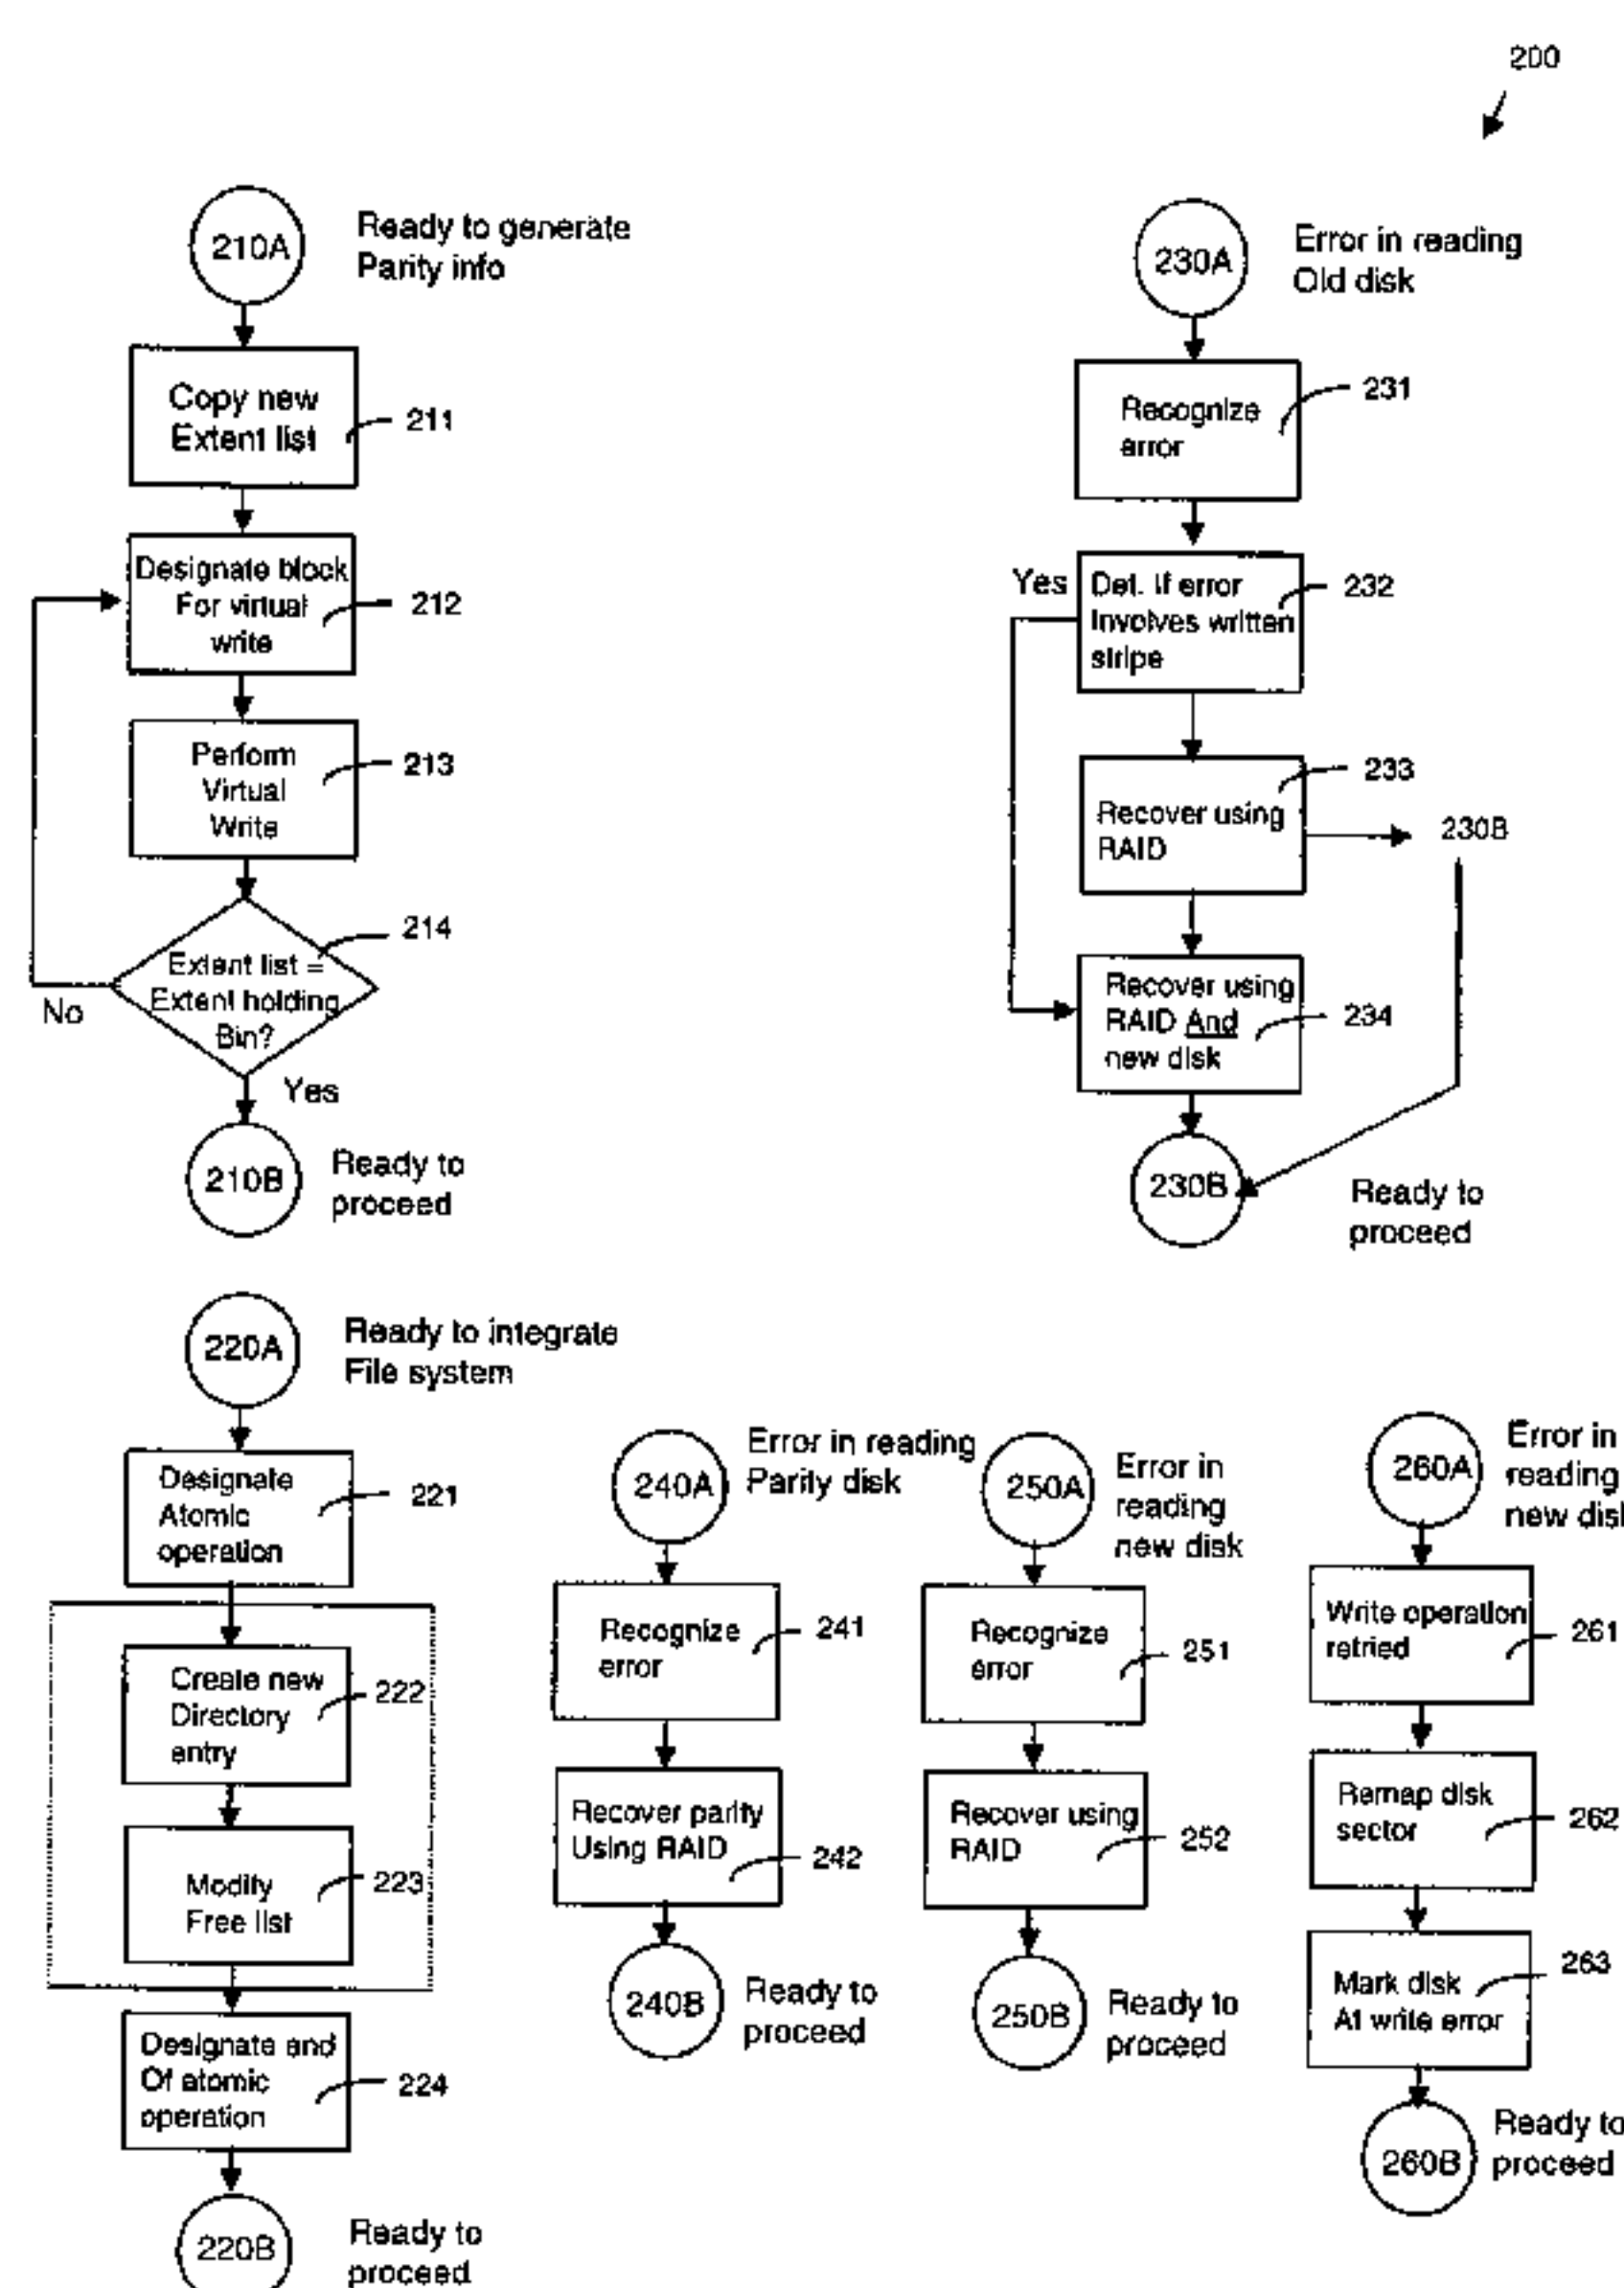 200
210A
Ready to generate
Parity info
Copy new
Extent list
211
Designate block
For virtual
write
212
Perform
Virtual
Write
213
214
Extent list =
Extent holding
Bin?
No
Yes
210B
Ready to
proceed
230A
Error in reading
Old disk
Recognize
error
231
Yes
Det. If error
Involves written
stripe
232
Recover using
RAID
233
230B
Recover using
RAID And
new disk
234
230B
Ready to
proceed
220A
Ready to integrate
File system
Designate
Atomic
operation
221
Create new
Directory
entry
222
Modify
Free list
223
Designate end
Of atomic
operation
224
220B
Ready to
proceed
240A
Error in reading
Parity disk
Recognize
error
241
Recover parity
Using RAID
242
240B
Ready to
proceed
250A
Error in
reading
new disk
Recognize
error
251
Recover using
RAID
252
250B
Ready to
proceed
260A
Error in
reading
new disk
Write operation
retried
261
Remap disk
sector
262
Mark disk
At write error
263
260B
Ready to
proceed